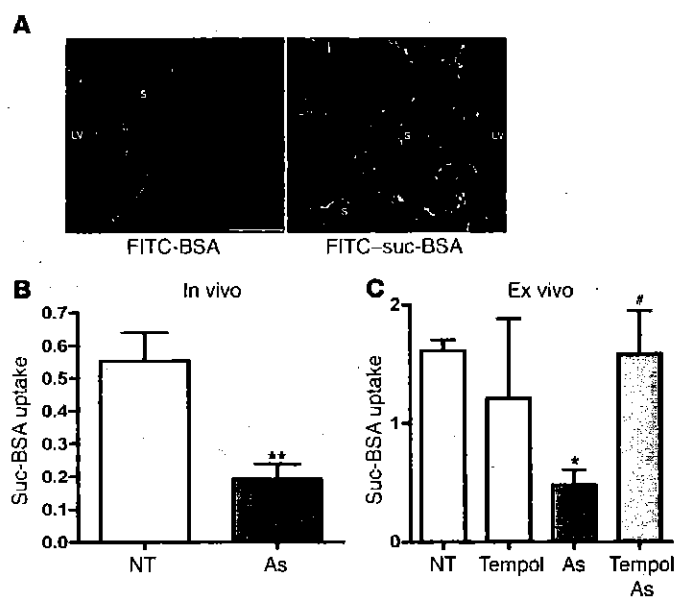 A
S
LV
S
LV
S
FITC-BSA
FITC–suc-BSA
B
In vivo
Suc-BSA uptake
0.7
0.6
0.5
0.4
0.3
0.2
0.1
0.0
**
NT
As
C
Ex vivo
Suc-BSA uptake
2
1
0
*
#
NT
Tempol
As
Tempol
As